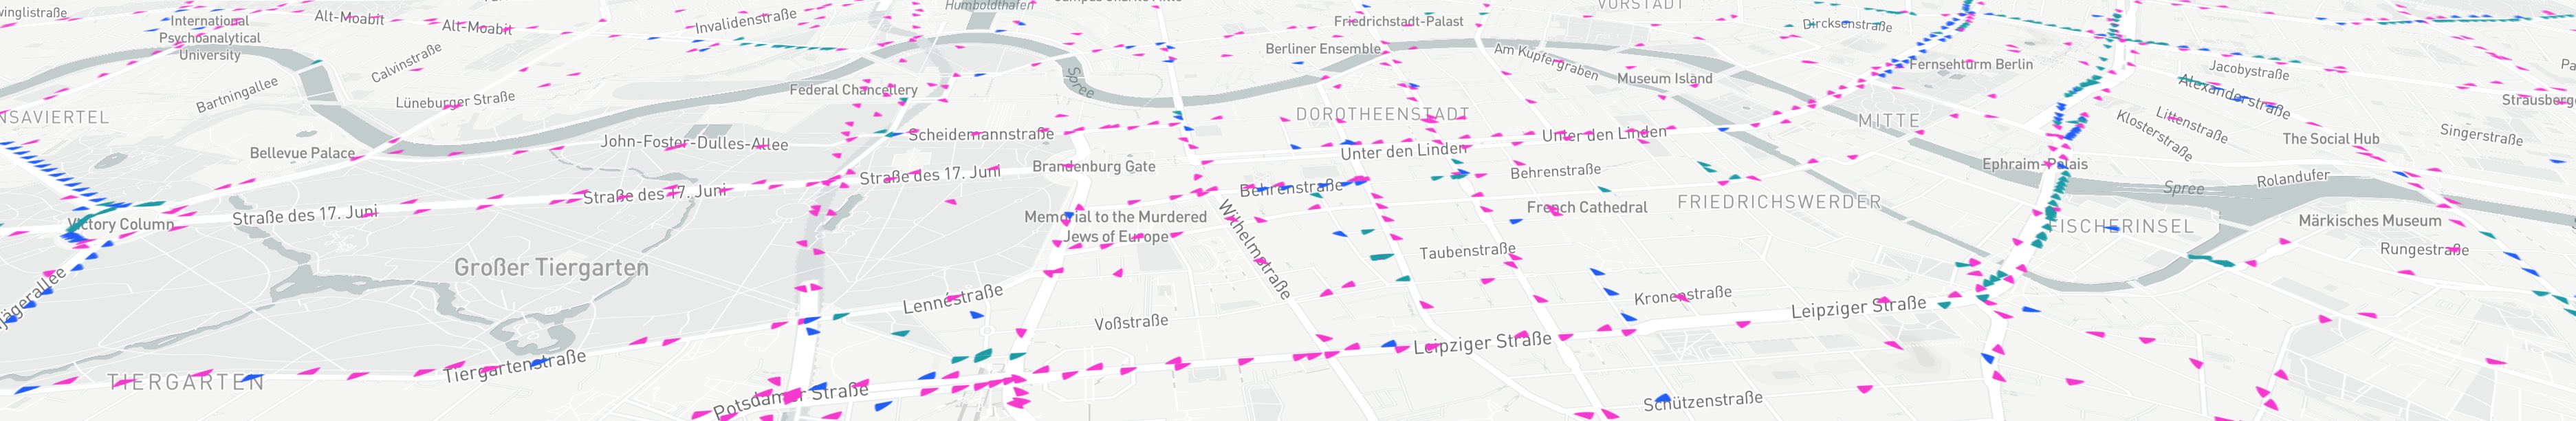 Alt-Moabit
International
Psychoanalytical
University
Alt-Moabit
Invalidenstraße
Humboldthafen
Friedrichstadt-Palast
Dircksenstraße
Calvinstraße
Berliner Ensemble
Am Kupfergraben
Museum Island
Fernsehturm Berlin
Jacobystraße
Bartningallee
Lüneburger Straße
Federal Chancellery
Spree
Alexanderstraße
DOROTHEENSTADT
MITTE
Littenstraße
Klosterstraße
The Social Hub
Singerstraße
Bellevue Palace
John-Foster-Dulles-Allee
Scheidemannstraße
Unter den Linden
Unter den Linden
Brandenburg Gate
Ephraim-Palais
Straße des 17. Juni
Straße des 17. Juni
Straße des 17. Juni
Behrenstraße
Behrenstraße
Spree
Rolandufer
Victory Column
Memorial to the Murdered
Jews of Europe
Wilhelmstraße
French Cathedral
FRIEDRICHSWERDER
FISCHERINSEL
Märkisches Museum
Rungestraße
Großer Tiergarten
Taubenstraße
Lennéstraße
Voßstraße
Kronenstraße
Leipziger Straße
Leipziger Straße
Tiergartenstraße
TIERGARTEN
Potsdamer Straße
Schützenstraße